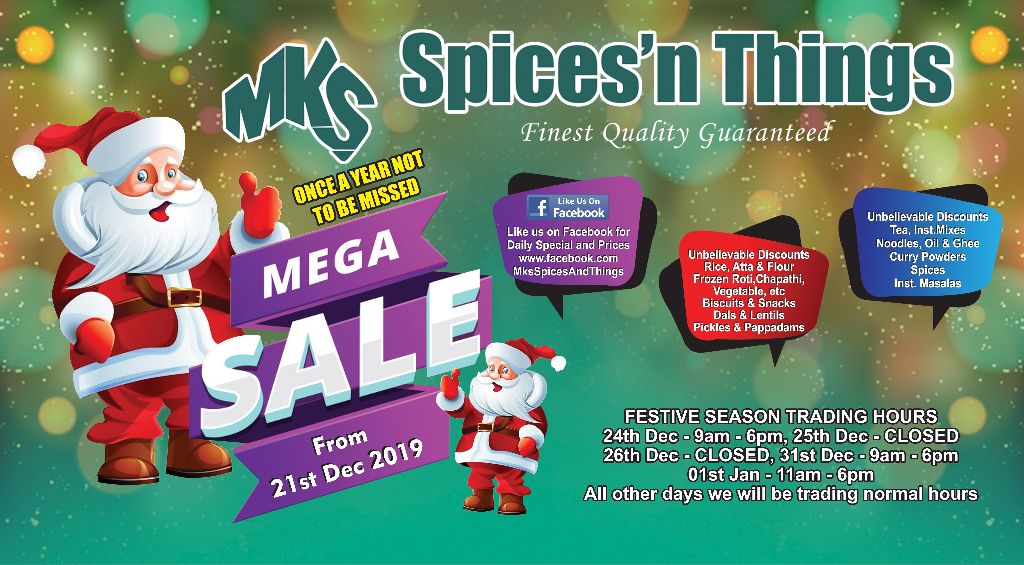 MKS Spices'n Things
Finest Quality Guaranteed
ONCE A YEAR NOT
TO BE MISSED
MEGA
SALE
From
21st Dec 2019
Like Us On
f Facebook
Like us on Facebook for
Daily Special and Prices
www.facebook.com
MksSpicesAndThings
Unbelievable Discounts
Rice, Atta & Flour
Frozen Roti,Chapathi,
Vegetable, etc
Biscuits & Snacks
Dals & Lentils
Pickles & Pappadams
Unbelievable Discounts
Tea, Inst.Mixes
Noodles, Oil & Ghee
Curry Powders
Spices
Inst. Masalas
FESTIVE SEASON TRADING HOURS
24th Dec - 9am - 6pm, 25th Dec - CLOSED
26th Dec - CLOSED, 31st Dec - 9am - 6pm
01st Jan - 11am - 6pm
All other days we will be trading normal hours